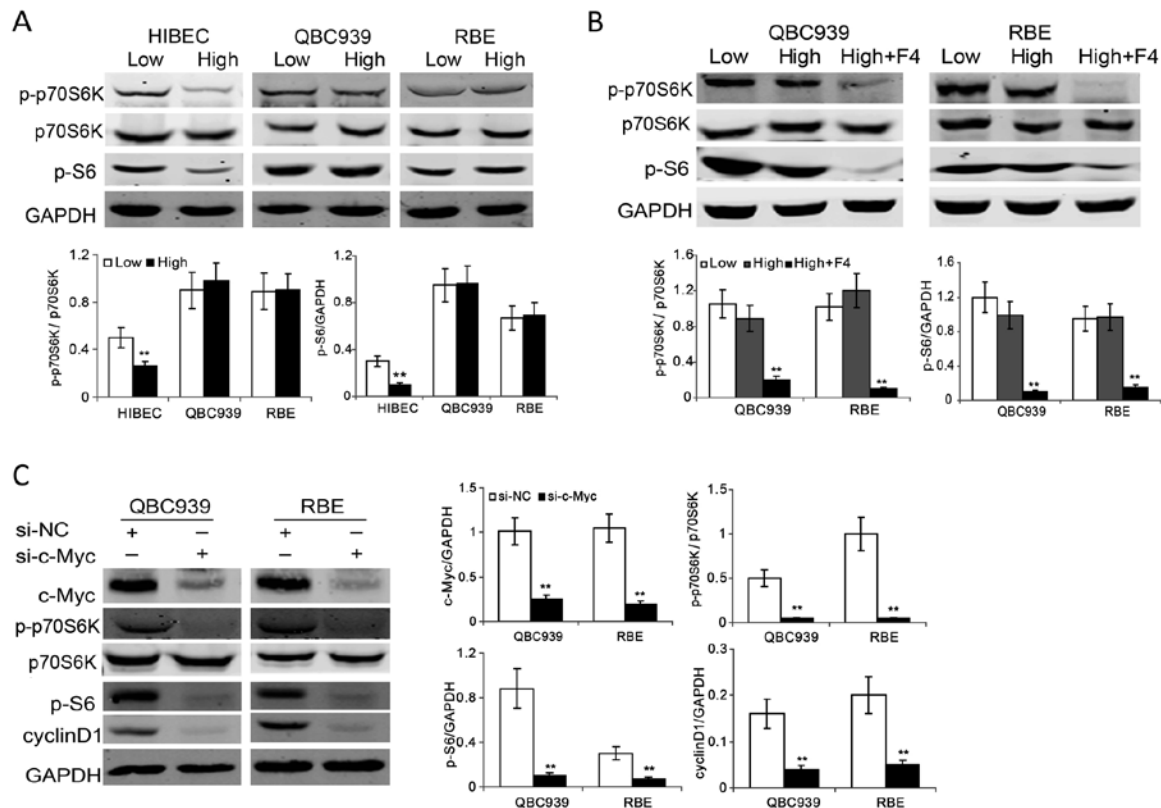 A
HIBEC QBC939 RBE
Low High Low High Low High
p-p70S6K
p70S6K
p-S6
GAPDH
Low High
p-p70S6K / p70S6K
1.2
0.8
0.4
0
**
HIBEC QBC939 RBE
p-S6/GAPDH
1.2
0.8
0.4
0
**
HIBEC QBC939 RBE
B
QBC939 RBE
Low High High+F4 Low High High+F4
p-p70S6K
p70S6K
p-S6
GAPDH
Low High High+F4
p-p70S6K / p70S6K
1.6
1.2
0.8
0.4
0
** **
QBC939 RBE
p-S6/GAPDH
1.6
1.2
0.8
0.4
0
** **
QBC939 RBE
C
QBC939 RBE
si-NC + – + –
si-c-Myc – + – +
c-Myc
p-p70S6K
p70S6K
p-S6
cyclinD1
GAPDH
si-NC si-c-Myc
c-Myc/GAPDH
1.5
1
0.5
0
** **
QBC939 RBE
p-p70S6K / p70S6K
1.5
1
0.5
0
** **
QBC939 RBE
p-S6/GAPDH
1.2
0.8
0.4
0
** **
QBC939 RBE
cyclinD1/GAPDH
0.3
0.2
0.1
0
** **
QBC939 RBE